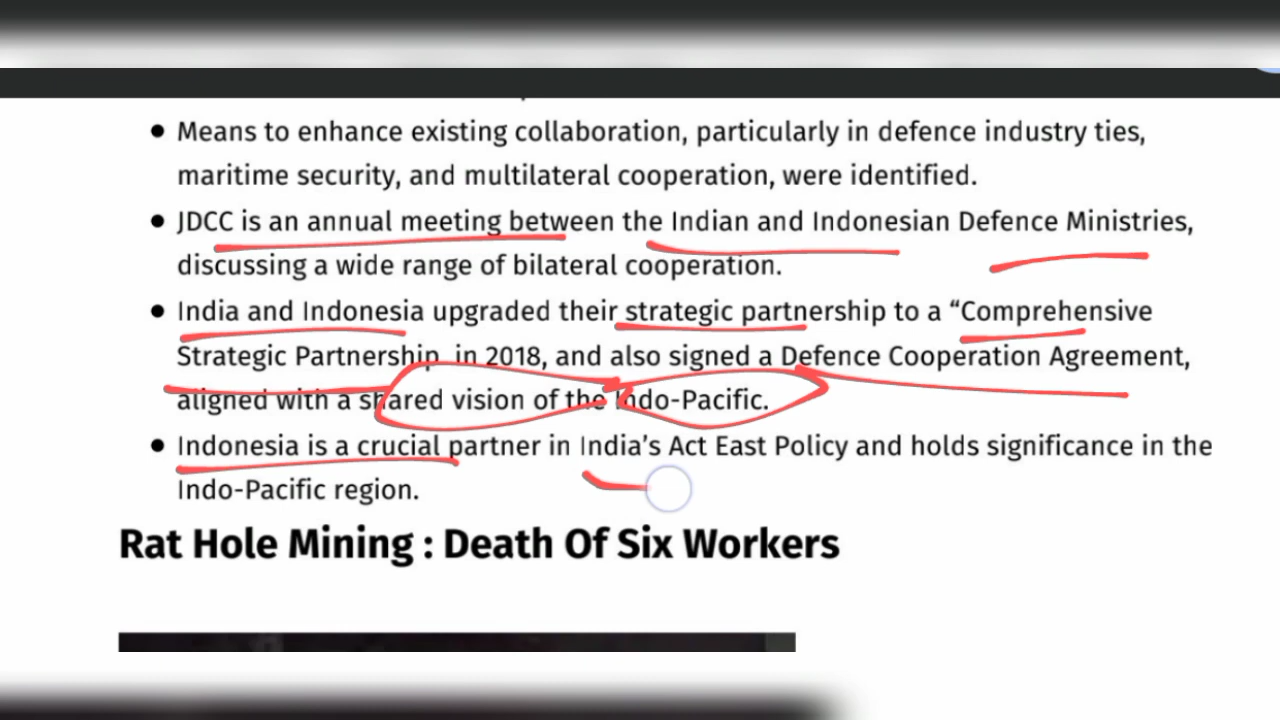 ● Means to enhance existing collaboration, particularly in defence industry ties,
maritime security, and multilateral cooperation, were identified.
● JDCC is an annual meeting between the Indian and Indonesian Defence Ministries,
discussing a wide range of bilateral cooperation.
● India and Indonesia upgraded their strategic partnership to a “Comprehensive
Strategic Partnership in 2018, and also signed a Defence Cooperation Agreement,
aligned with a shared vision of the Indo-Pacific.
● Indonesia is a crucial partner in India’s Act East Policy and holds significance in the
Indo-Pacific region.
Rat Hole Mining : Death Of Six Workers